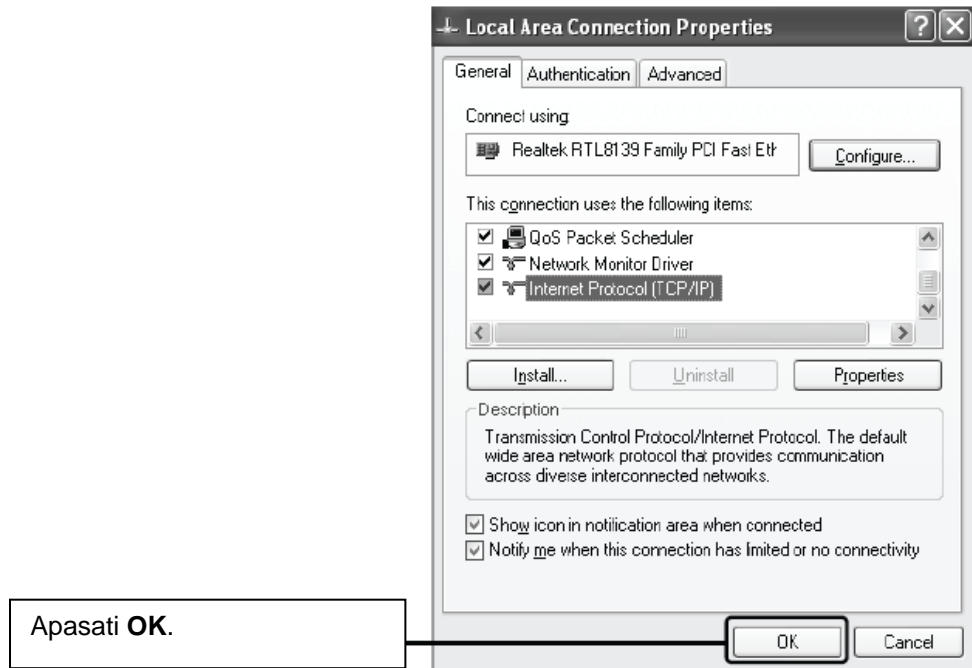 Local Area Connection Properties
General Authentication Advanced
Connect using
Realtek RTL8139 Family PCI Fast Eth
Configure...
This connection uses the following items:
QoS Packet Scheduler
Network Monitor Driver
Internet Protocol (TCP/IP)
Install... Uninstall Properties
Description
Transmission Control Protocol/Internet Protocol. The default
wide area network protocol that provides communication
across diverse interconnected networks.
Show icon in notification area when connected
Notify me when this connection has limited or no connectivity
Apasati OK.
OK Cancel